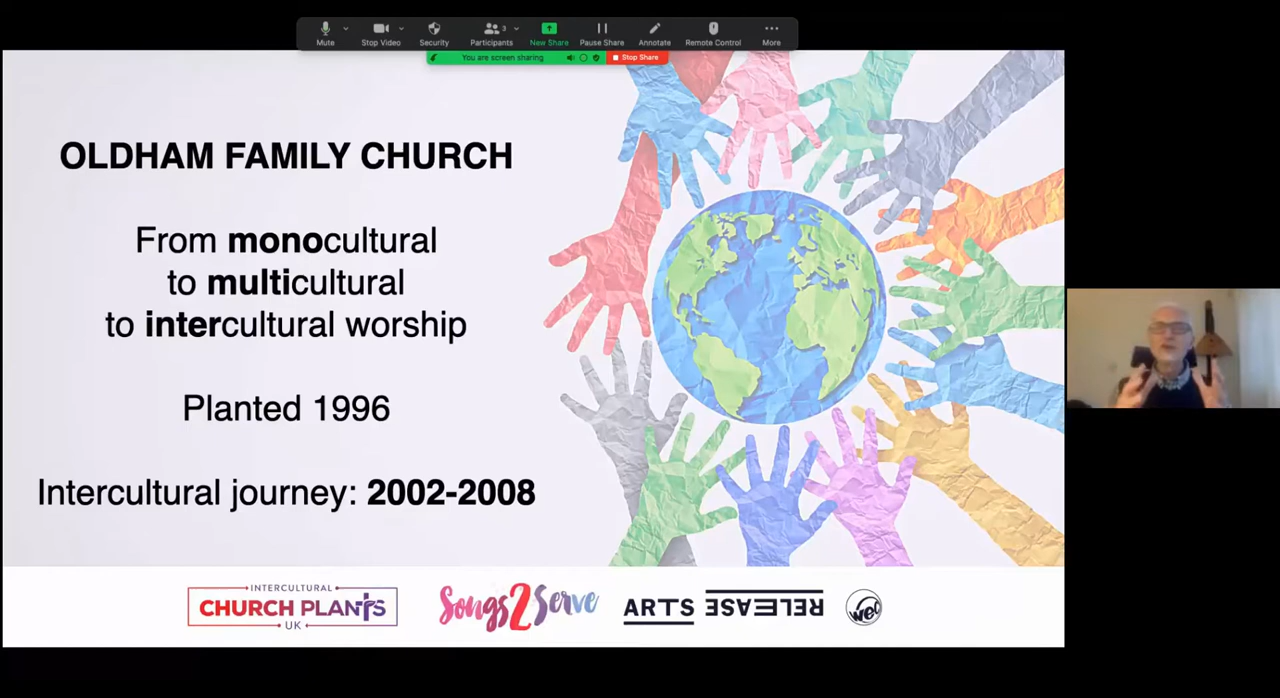 Mute
Stop Video
Security
3
Participants
New Share
Pause Share
Annotate
Remote Control
More
You are screen sharing
Stop Share
OLDHAM FAMILY CHURCH
From monocultural
to multicultural
to intercultural worship
Planted 1996
Intercultural journey: 2002-2008
INTERCULTURAL
CHURCH PLANTS
UK
Songs2Serve
ARTS RELEASE
wec